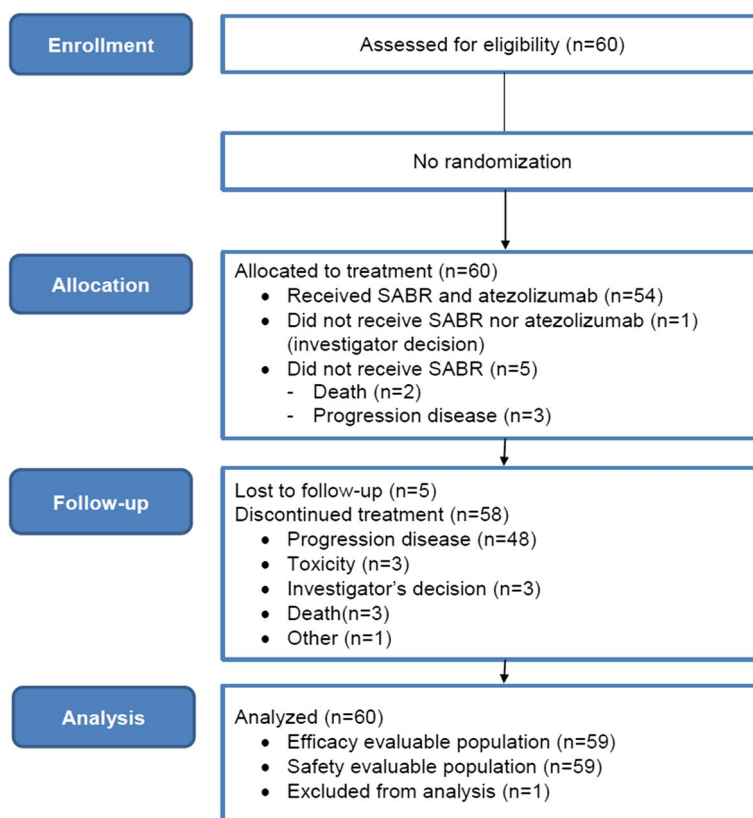 Enrollment
Assessed for eligibility (n=60)
No randomization
Allocation
Allocated to treatment (n=60)
• Received SABR and atezolizumab (n=54)
• Did not receive SABR nor atezolizumab (n=1)
(investigator decision)
• Did not receive SABR (n=5)
- Death (n=2)
- Progression disease (n=3)
Follow-up
Lost to follow-up (n=5)
Discontinued treatment (n=58)
• Progression disease (n=48)
• Toxicity (n=3)
• Investigator's decision (n=3)
• Death(n=3)
• Other (n=1)
Analysis
Analyzed (n=60)
• Efficacy evaluable population (n=59)
• Safety evaluable population (n=59)
• Excluded from analysis (n=1)